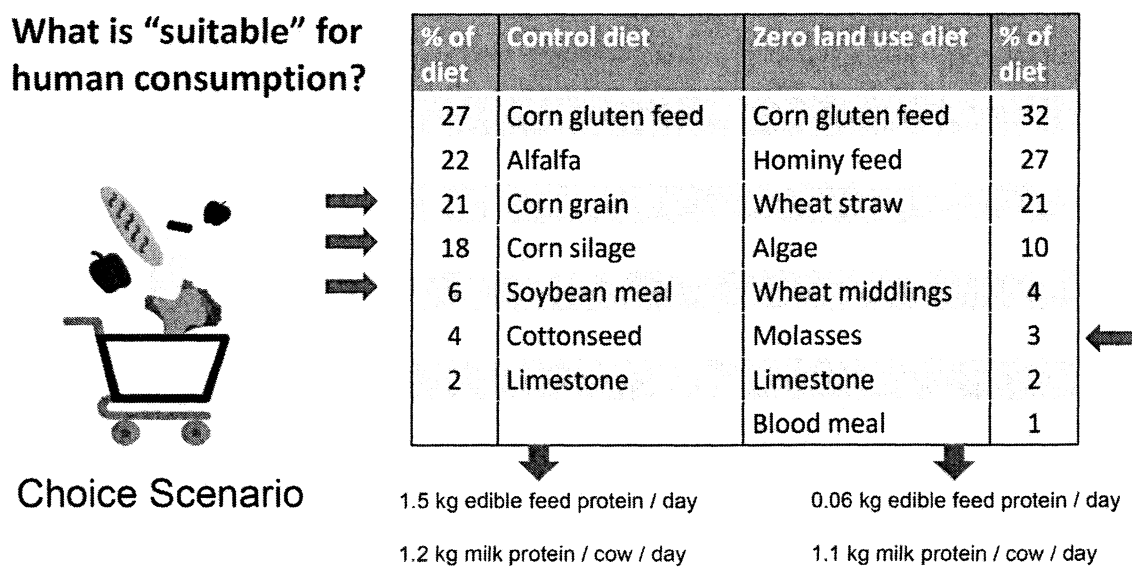 What is “suitable” for
human consumption?
% of diet | Control diet | Zero land use diet | % of diet
27 | Corn gluten feed | Corn gluten feed | 32
22 | Alfalfa | Hominy feed | 27
21 | Corn grain | Wheat straw | 21
18 | Corn silage | Algae | 10
6 | Soybean meal | Wheat middlings | 4
4 | Cottonseed | Molasses | 3
2 | Limestone | Limestone | 2
Blood meal | 1
Choice Scenario
1.5 kg edible feed protein / day
0.06 kg edible feed protein / day
1.2 kg milk protein / cow / day
1.1 kg milk protein / cow / day